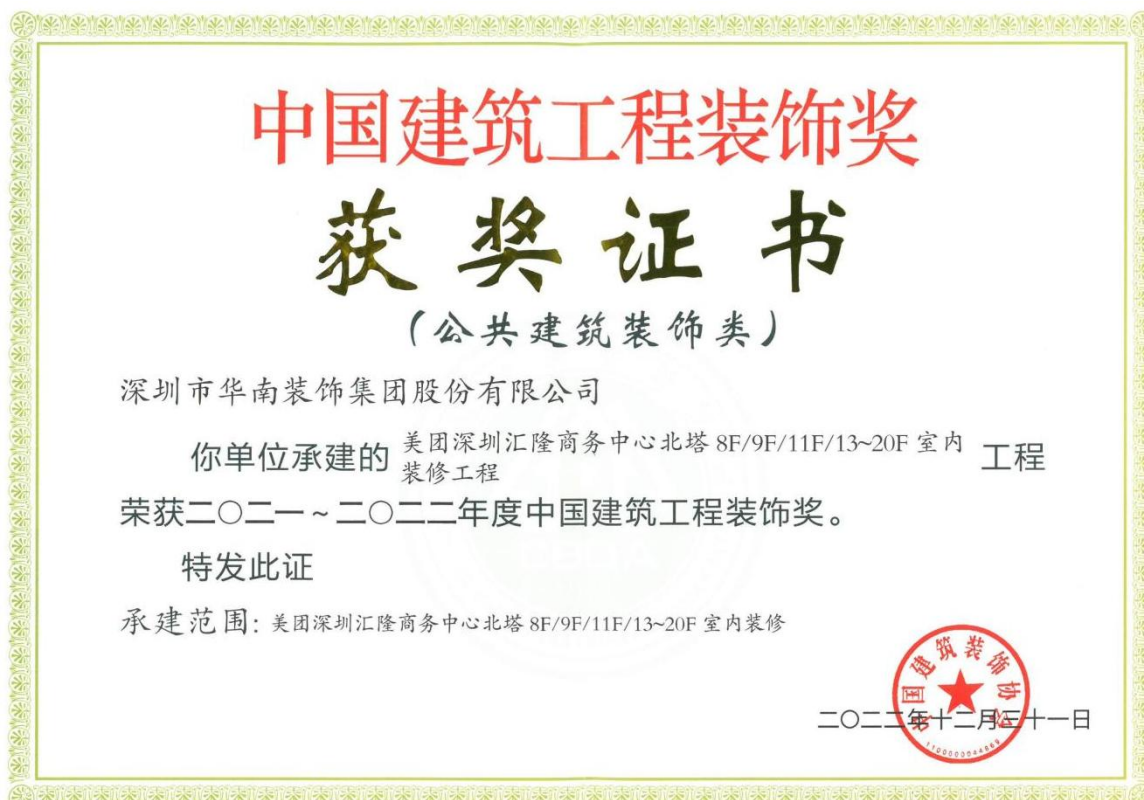 中国建筑工程装饰奖
获奖证书
(公共建筑装饰类)
深圳市华南装饰集团股份有限公司
你单位承建的 美团深圳汇隆商务中心北塔 8F/9F/11F/13~20F 室内
装修工程 工程
荣获二〇二一~二〇二二年度中国建筑工程装饰奖。
特发此证
承建范围: 美团深圳汇隆商务中心北塔 8F/9F/11F/13~20F 室内装修
中国建筑装饰协会
二〇二二年十二月三十一日